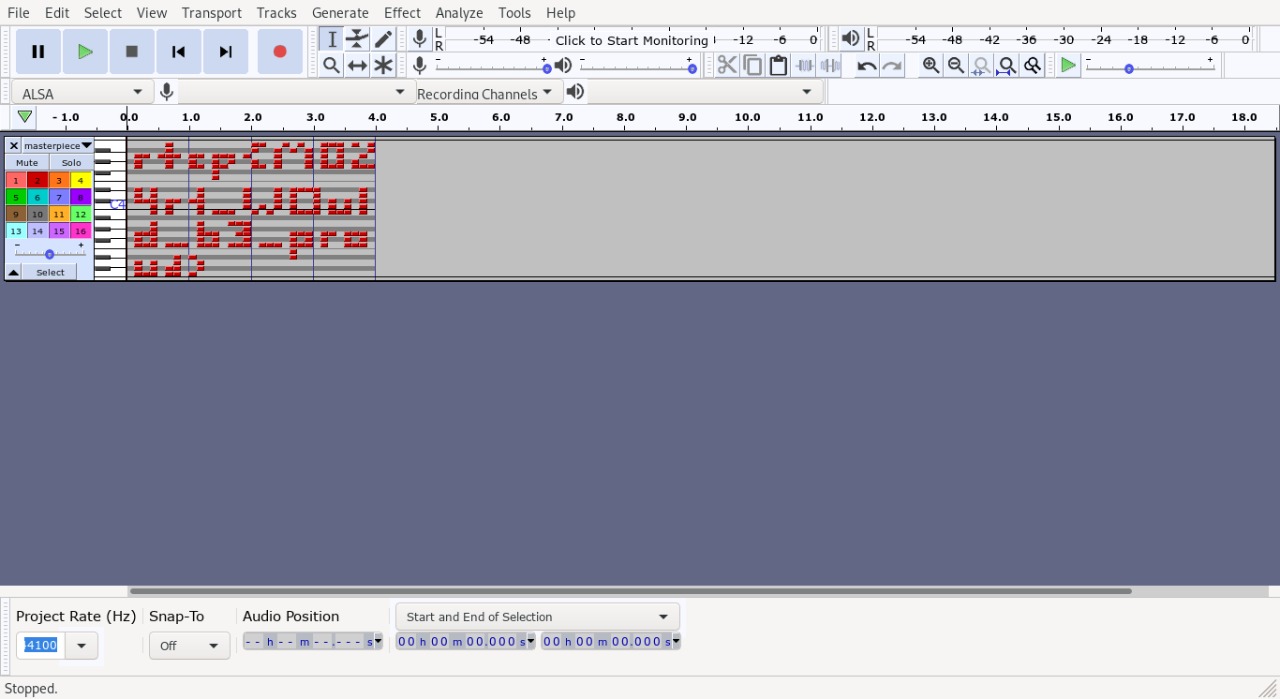 File Edit Select View Transport Tracks Generate Effect Analyze Tools Help
L R -54 -48 Click to Start Monitoring -12 -6 0
L R -54 -48 -42 -36 -30 -24 -18 -12 -6 0
ALSA Recording Channels
- 1.0 0.0 1.0 2.0 3.0 4.0 5.0 6.0 7.0 8.0 9.0 10.0 11.0 12.0 13.0 14.0 15.0 16.0 17.0 18.0
masterpiece
Mute Solo
1 2 3 4
5 6 7 8
9 10 11 12
13 14 15 16
- +
Select
C4
rtcp{M0z
4rt_w0ul
d_b3_pro
ud}
Project Rate (Hz) Snap-To Audio Position Start and End of Selection
4100 Off -- h -- m --.--- s 00 h 00 m 00.000 s 00 h 00 m 00.000 s
Stopped.